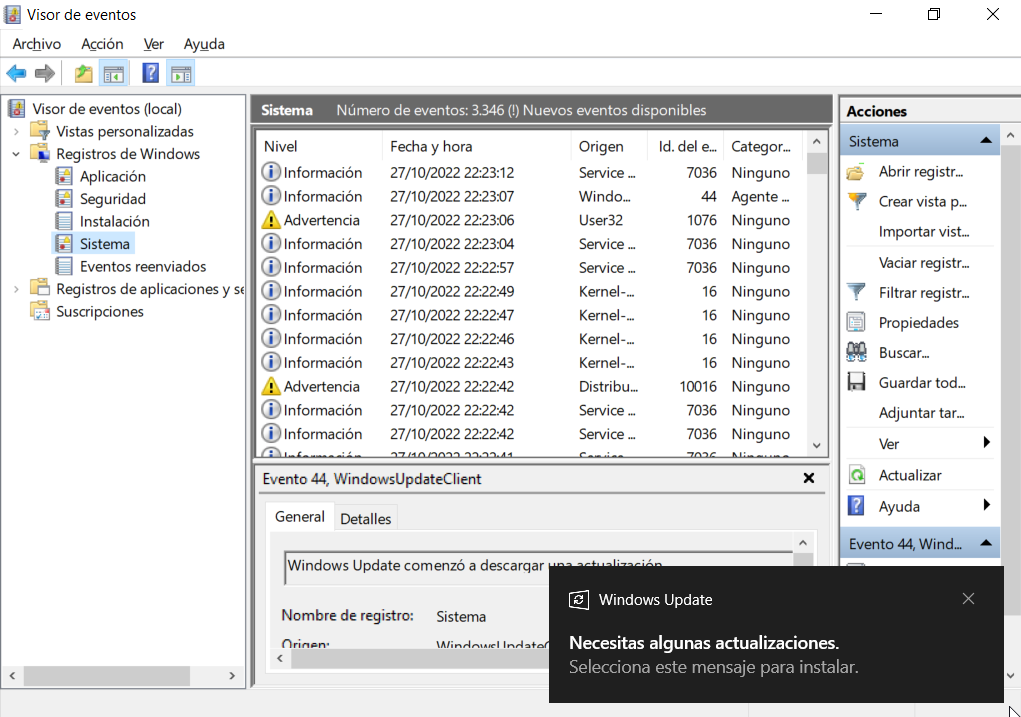 Visor de eventos
Archivo Acción Ver Ayuda
Visor de eventos (local)
Vistas personalizadas
Registros de Windows
Aplicación
Seguridad
Instalación
Sistema
Eventos reenviados
Registros de aplicaciones y se
Suscripciones
Sistema Número de eventos: 3.346 (!) Nuevos eventos disponibles
Nivel Fecha y hora Origen Id. del e... Categor...
Información 27/10/2022 22:23:12 Service ... 7036 Ninguno
Información 27/10/2022 22:23:07 Windo... 44 Agente ...
Advertencia 27/10/2022 22:23:06 User32 1076 Ninguno
Información 27/10/2022 22:23:04 Service ... 7036 Ninguno
Información 27/10/2022 22:22:57 Service ... 7036 Ninguno
Información 27/10/2022 22:22:49 Kernel-... 16 Ninguno
Información 27/10/2022 22:22:47 Kernel-... 16 Ninguno
Información 27/10/2022 22:22:46 Kernel-... 16 Ninguno
Información 27/10/2022 22:22:43 Kernel-... 16 Ninguno
Advertencia 27/10/2022 22:22:42 Distribu... 10016 Ninguno
Información 27/10/2022 22:22:42 Service ... 7036 Ninguno
Información 27/10/2022 22:22:42 Service ... 7036 Ninguno
Información 27/10/2022 22:22:41 Service ... 7036 Ninguno
Evento 44, WindowsUpdateClient
General Detalles
Windows Update comenzó a descargar una actualización
Nombre de registro: Sistema
Origen: WindowsUpdateC
Acciones
Sistema
Abrir registr...
Crear vista p...
Importar vist...
Vaciar registr...
Filtrar registr...
Propiedades
Buscar...
Guardar tod...
Adjuntar tar...
Ver
Actualizar
Ayuda
Evento 44, Wind...
Windows Update
Necesitas algunas actualizaciones.
Selecciona este mensaje para instalar.